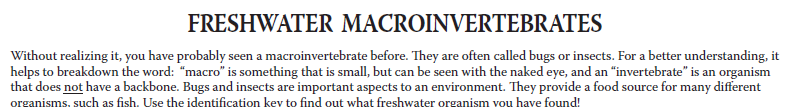 FRESHWATER MACROINVERTEBRATES
Without realizing it, you have probably seen a macroinvertebrate before. They are often called bugs or insects. For a better understanding, it
helps to breakdown the word: “macro” is something that is small, but can be seen with the naked eye, and an “invertebrate” is an organism
that does not have a backbone. Bugs and insects are important aspects to an environment. They provide a food source for many different
organisms, such as fish. Use the identification key to find out what freshwater organism you have found!